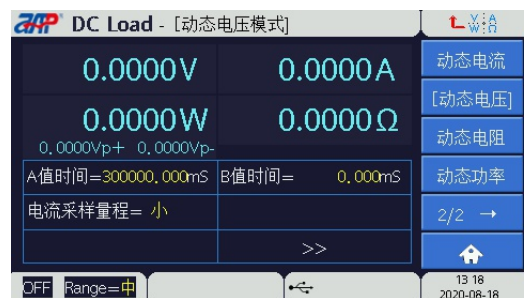 ZAP DC Load - [动态电压模式]
0.0000V 0.0000A
0.0000W 0.0000Ω
0.0000Vp+ 0.0000Vp-
A值时间=300000.000mS B值时间= 0.000mS
电流采样量程= 小
>>
OFF Range=中
V A
W Ω
动态电流
[动态电压]
动态电阻
动态功率
2/2 →
13 18
2020-08-18